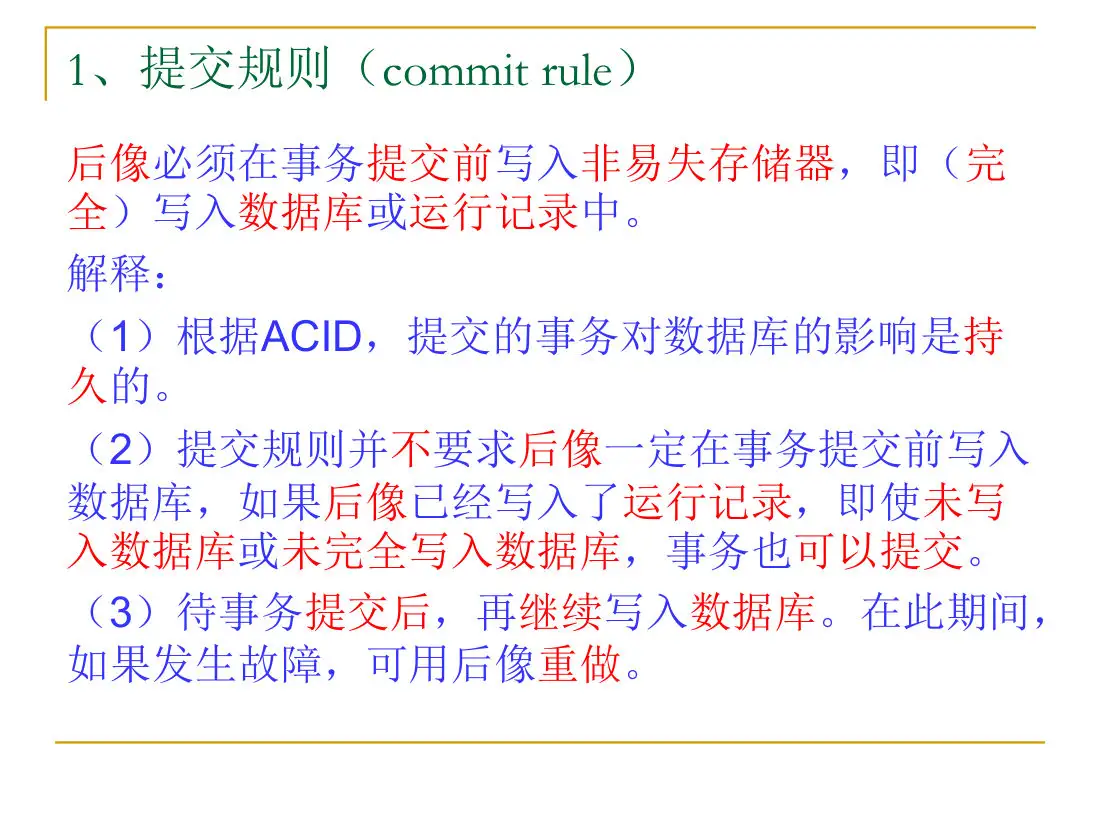 1、提交规则（commit rule）
后像必须在事务提交前写入非易失存储器，即（完
全）写入数据库或运行记录中。
解释：
（1）根据ACID，提交的事务对数据库的影响是持
久的。
（2）提交规则并不要求后像一定在事务提交前写入
数据库，如果后像已经写入了运行记录，即使未写
入数据库或未完全写入数据库，事务也可以提交。
（3）待事务提交后，再继续写入数据库。在此期间，
如果发生故障，可用后像重做。